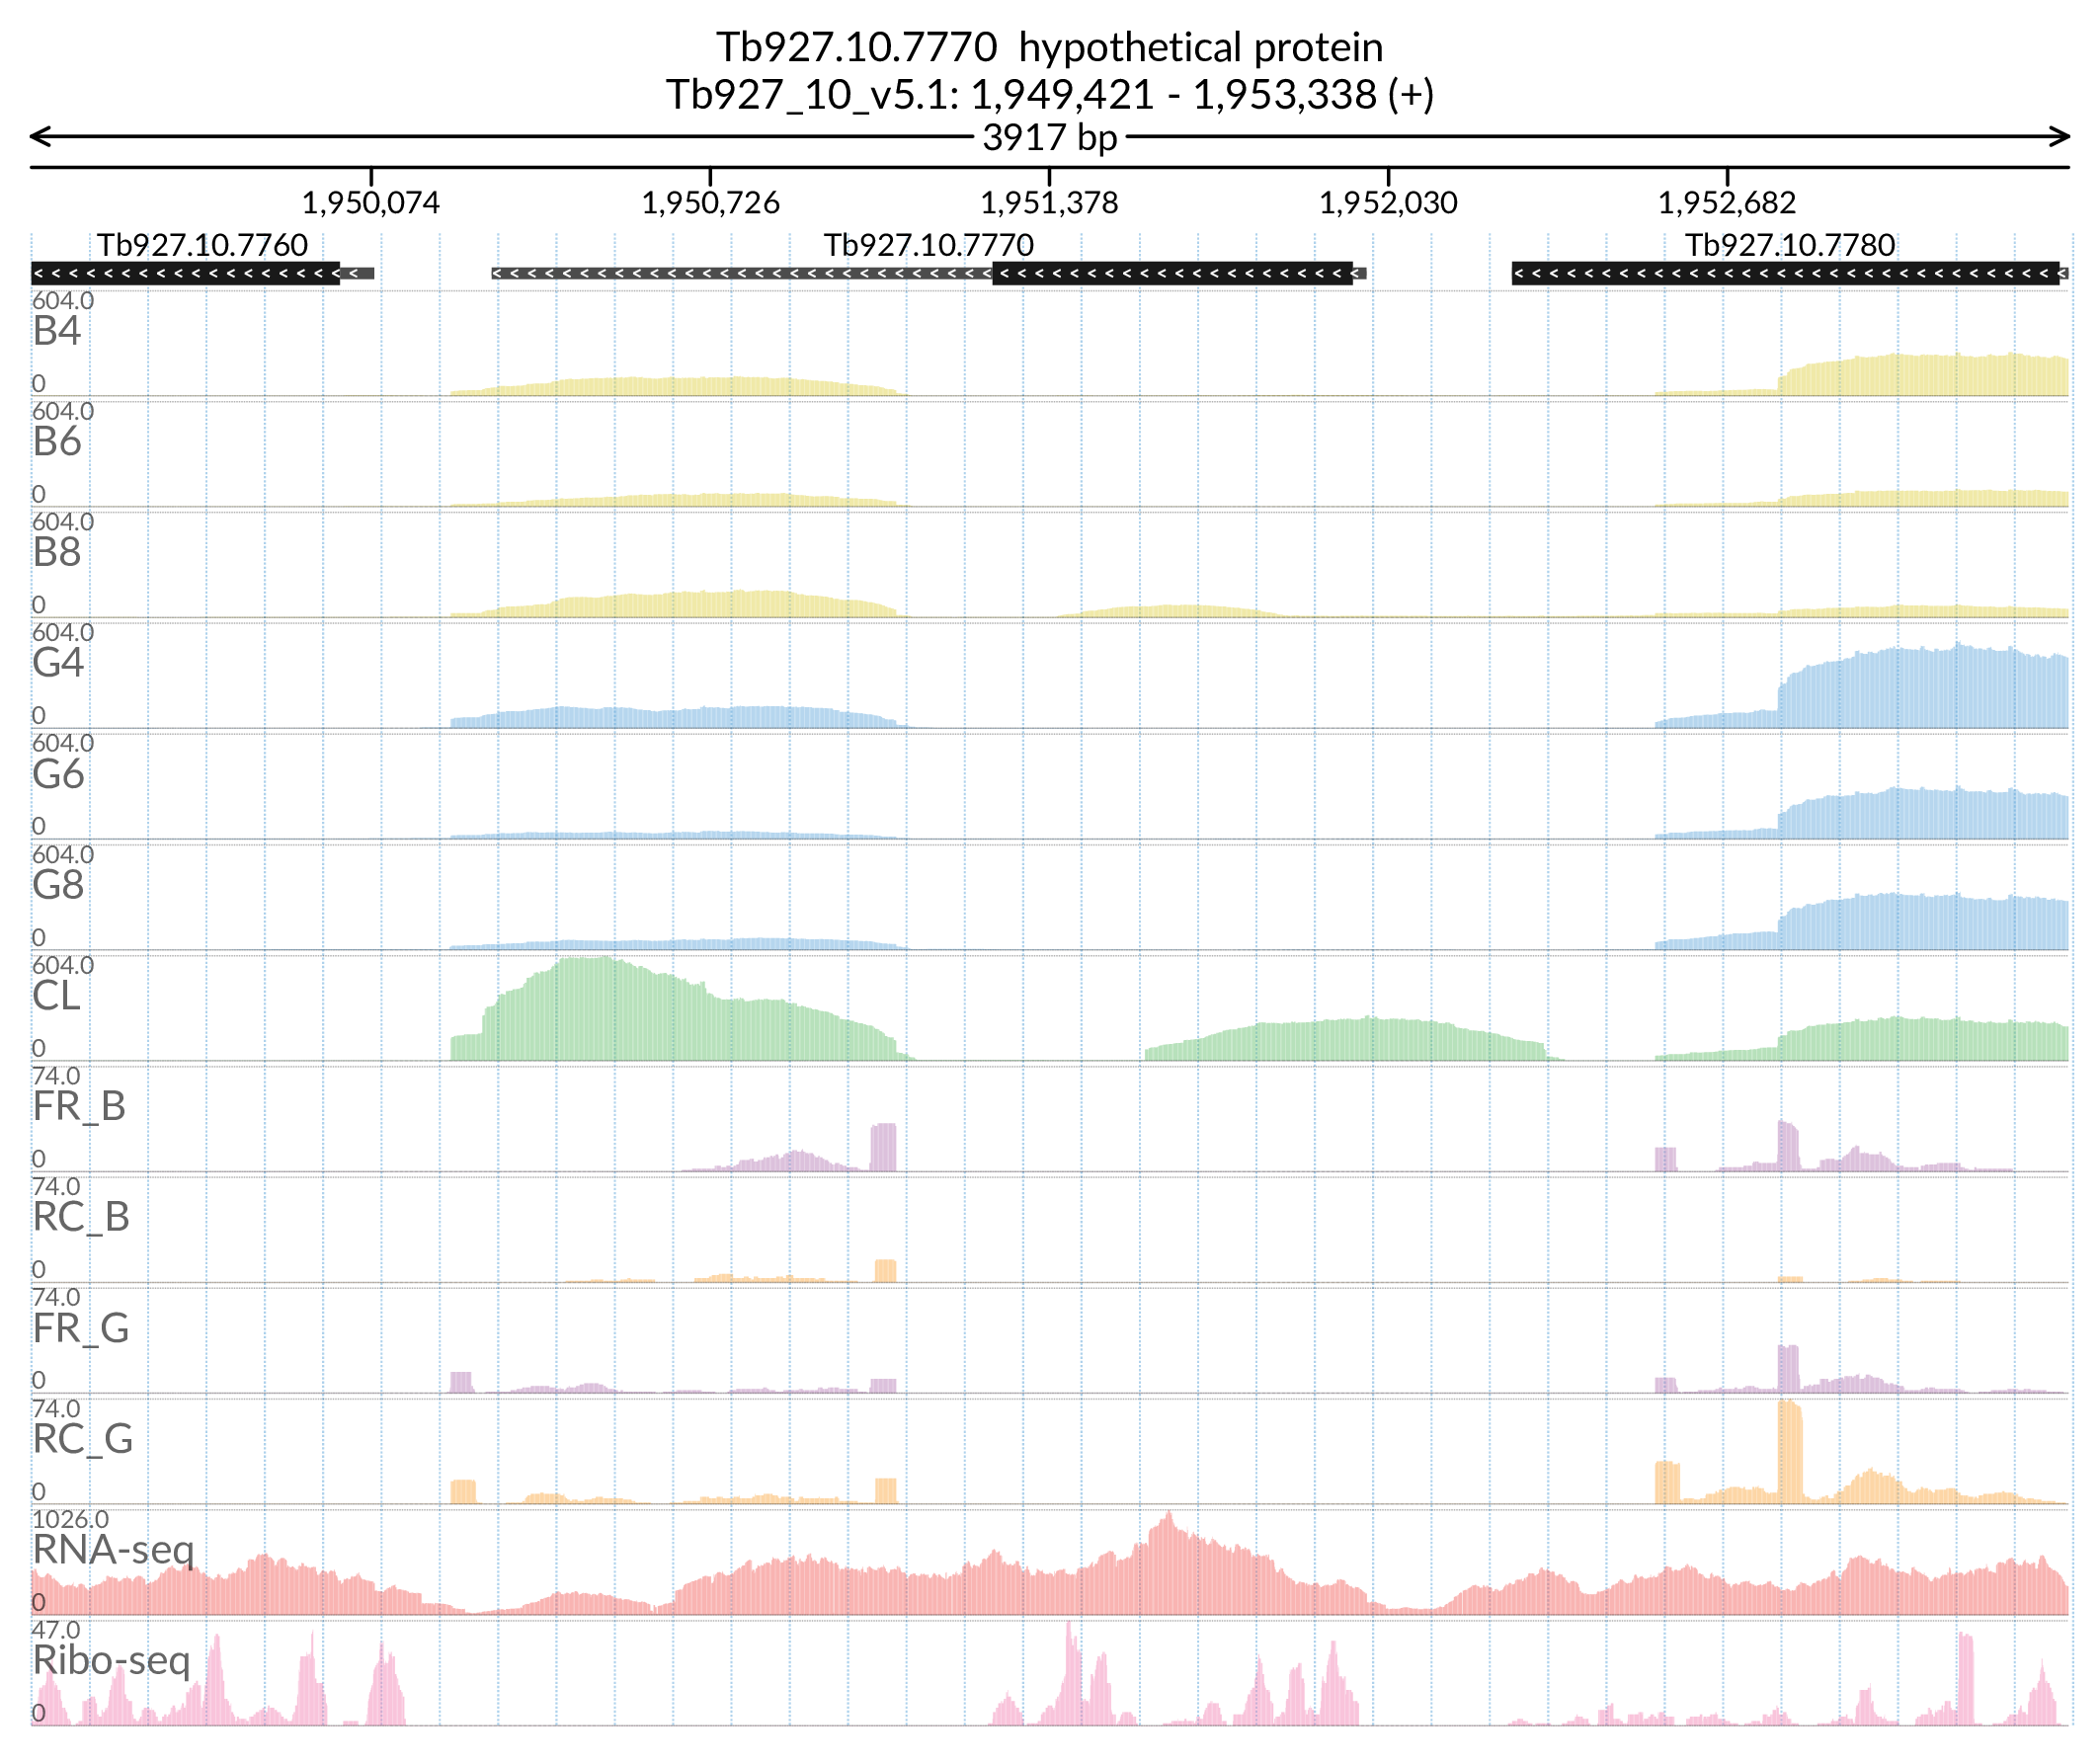 Tb927.10.7770 hypothetical protein
Tb927_10_v5.1: 1,949,421 - 1,953,338 (+)
3917 bp
1,950,074 1,950,726 1,951,378 1,952,030 1,952,682
Tb927.10.7760 Tb927.10.7770 Tb927.10.7780
604.0
B4
0
604.0
B6
0
604.0
B8
0
604.0
G4
0
604.0
G6
0
604.0
G8
0
604.0
CL
0
74.0
FR_B
0
74.0
RC_B
0
74.0
FR_G
0
74.0
RC_G
0
1026.0
RNA-seq
0
47.0
Ribo-seq
0